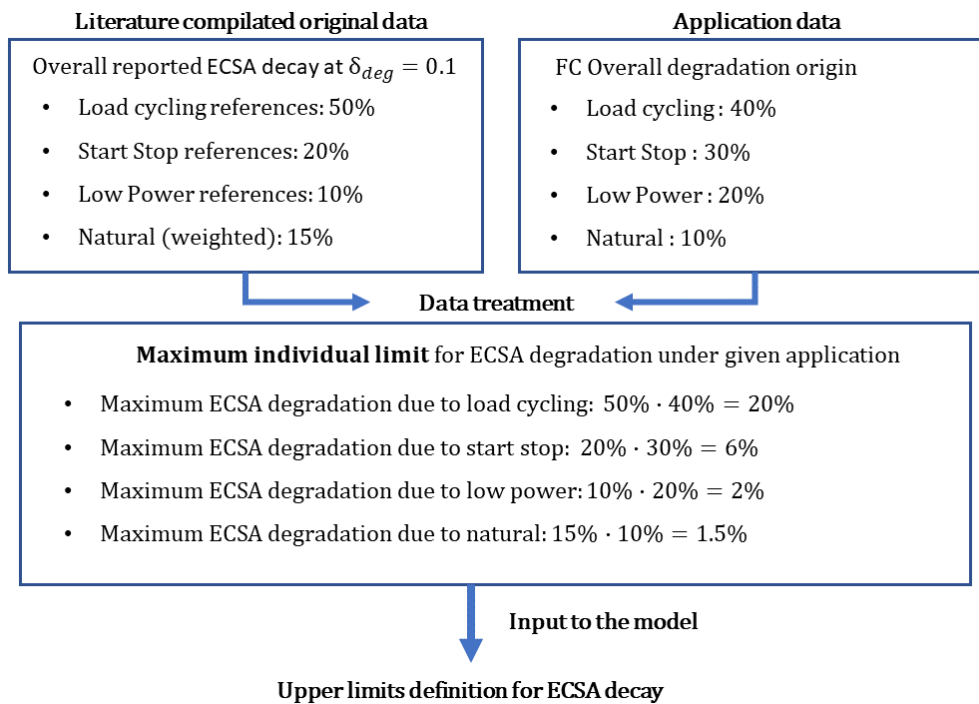 Literature compilated original data
Overall reported ECSA decay at δ_deg = 0.1
• Load cycling references: 50%
• Start Stop references: 20%
• Low Power references: 10%
• Natural (weighted): 15%
Application data
FC Overall degradation origin
• Load cycling : 40%
• Start Stop : 30%
• Low Power : 20%
• Natural : 10%
Data treatment
Maximum individual limit for ECSA degradation under given application
• Maximum ECSA degradation due to load cycling: 50% · 40% = 20%
• Maximum ECSA degradation due to start stop: 20% · 30% = 6%
• Maximum ECSA degradation due to low power: 10% · 20% = 2%
• Maximum ECSA degradation due to natural: 15% · 10% = 1.5%
Input to the model
Upper limits definition for ECSA decay